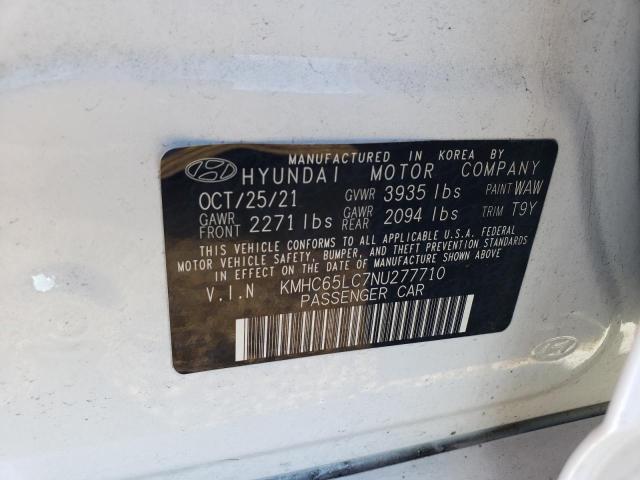 MANUFACTURED IN KOREA BY
HYUNDAI MOTOR COMPANY
OCT/25/21 GVWR 3935 lbs PAINT WAW
GAWR FRONT 2271 lbs GAWR REAR 2094 lbs TRIM T9Y
THIS VEHICLE CONFORMS TO ALL APPLICABLE U.S.A. FEDERAL
MOTOR VEHICLE SAFETY, BUMPER, AND THEFT PREVENTION STANDARDS
IN EFFECT ON THE DATE OF MANUFACTURE SHOWN ABOVE.
V.I.N KMHC65LC7NU277710
PASSENGER CAR